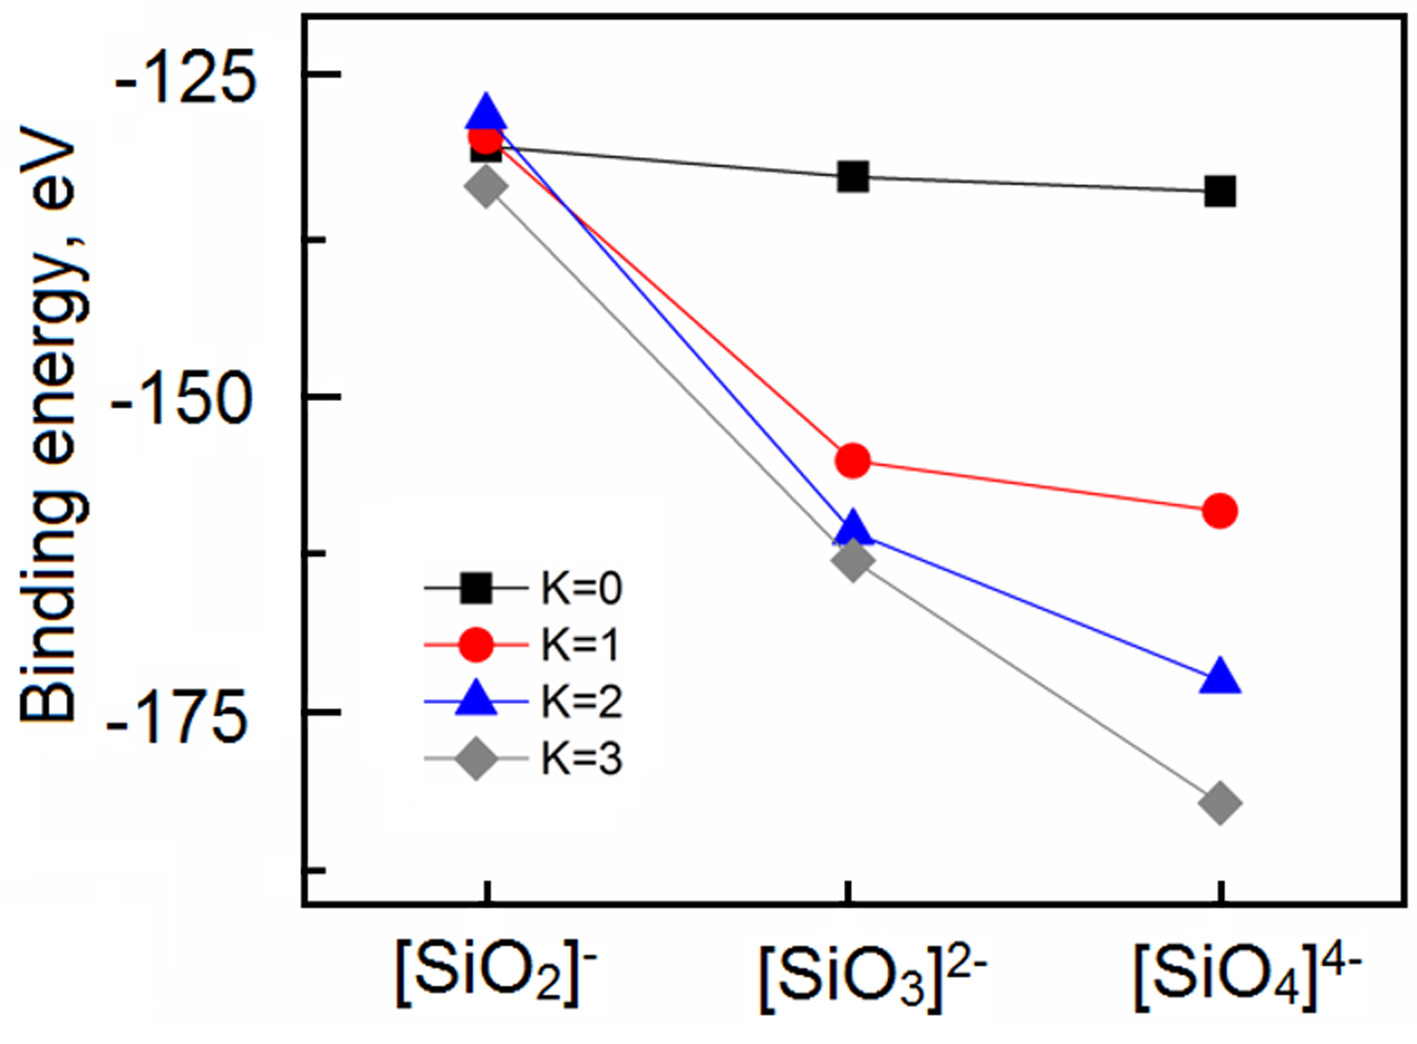 Binding energy, eV
-125
-150
-175
K=0
K=1
K=2
K=3
[SiO₂]⁻
[SiO₃]²⁻
[SiO₄]⁴⁻